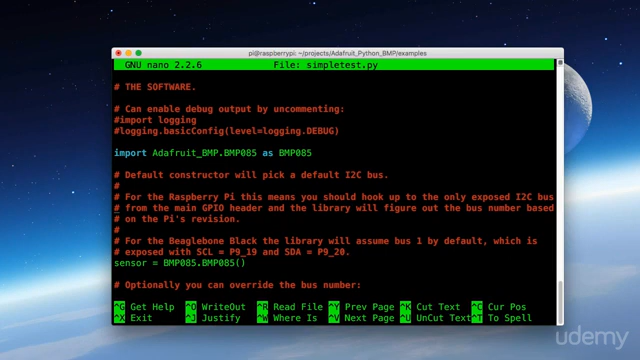 pi@raspberrypi: ~/projects/Adafruit_Python_BMP/examples
GNU nano 2.2.6 File: simpletest.py
# THE SOFTWARE.
# Can enable debug output by uncommenting:
#import logging
#logging.basicConfig(level=logging.DEBUG)
import Adafruit_BMP.BMP085 as BMP085
# Default constructor will pick a default I2C bus.
#
# For the Raspberry Pi this means you should hook up to the only exposed I2C bus
# from the main GPIO header and the library will figure out the bus number based
# on the Pi's revision.
#
# For the Beaglebone Black the library will assume bus 1 by default, which is
# exposed with SCL = P9_19 and SDA = P9_20.
sensor = BMP085.BMP085()
# Optionally you can override the bus number:
^G Get Help ^O WriteOut ^R Read File ^Y Prev Page ^K Cut Text ^C Cur Pos
^X Exit ^J Justify ^W Where Is ^V Next Page ^U UnCut Text ^T To Spell
udemy